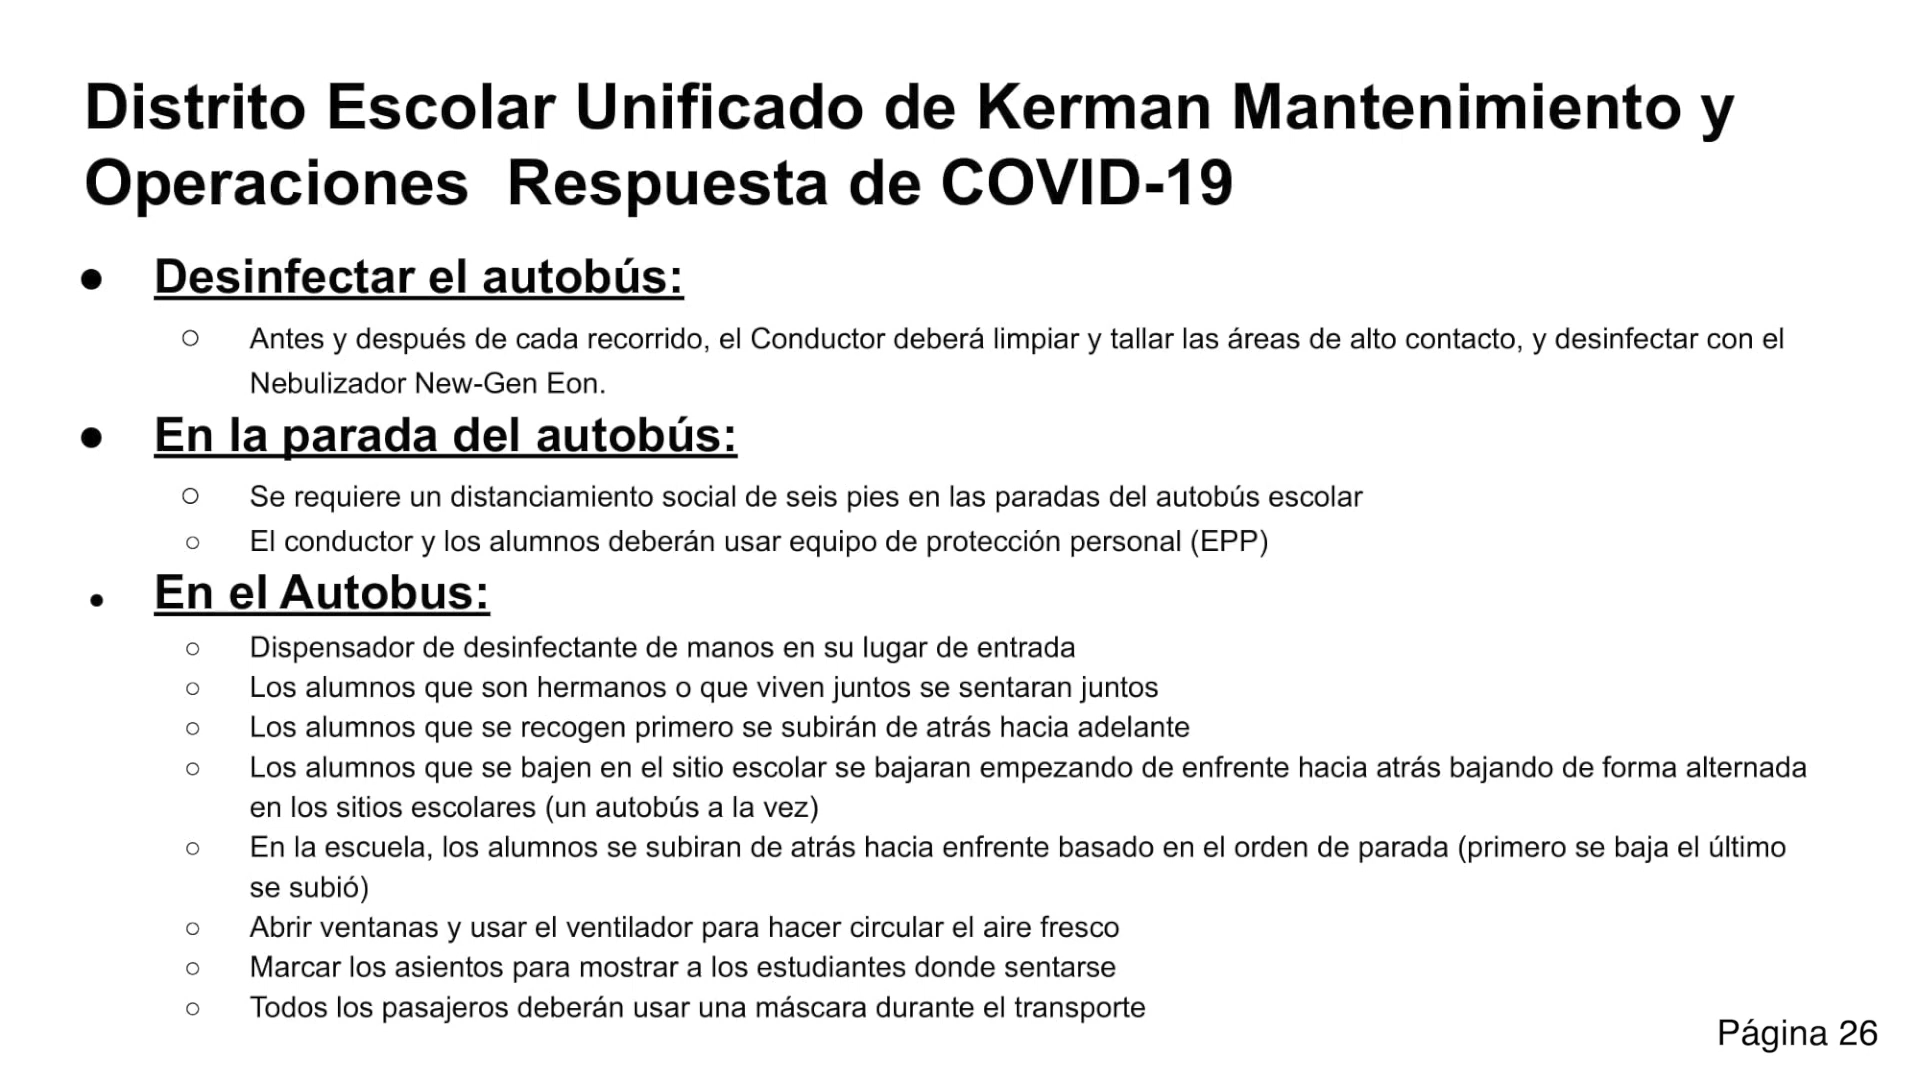 Distrito Escolar Unificado de Kerman Mantenimiento y
Operaciones  Respuesta de COVID-19
● Desinfectar el autobús:
○ Antes y después de cada recorrido, el Conductor deberá limpiar y tallar las áreas de alto contacto, y desinfectar con el
Nebulizador New-Gen Eon.
● En la parada del autobús:
○ Se requiere un distanciamiento social de seis pies en las paradas del autobús escolar
○ El conductor y los alumnos deberán usar equipo de protección personal (EPP)
● En el Autobus:
○ Dispensador de desinfectante de manos en su lugar de entrada
○ Los alumnos que son hermanos o que viven juntos se sentaran juntos
○ Los alumnos que se recogen primero se subirán de atrás hacia adelante
○ Los alumnos que se bajen en el sitio escolar se bajaran empezando de enfrente hacia atrás bajando de forma alternada
en los sitios escolares (un autobús a la vez)
○ En la escuela, los alumnos se subiran de atrás hacia enfrente basado en el orden de parada (primero se baja el último
se subió)
○ Abrir ventanas y usar el ventilador para hacer circular el aire fresco
○ Marcar los asientos para mostrar a los estudiantes donde sentarse
○ Todos los pasajeros deberán usar una máscara durante el transporte
Página 26